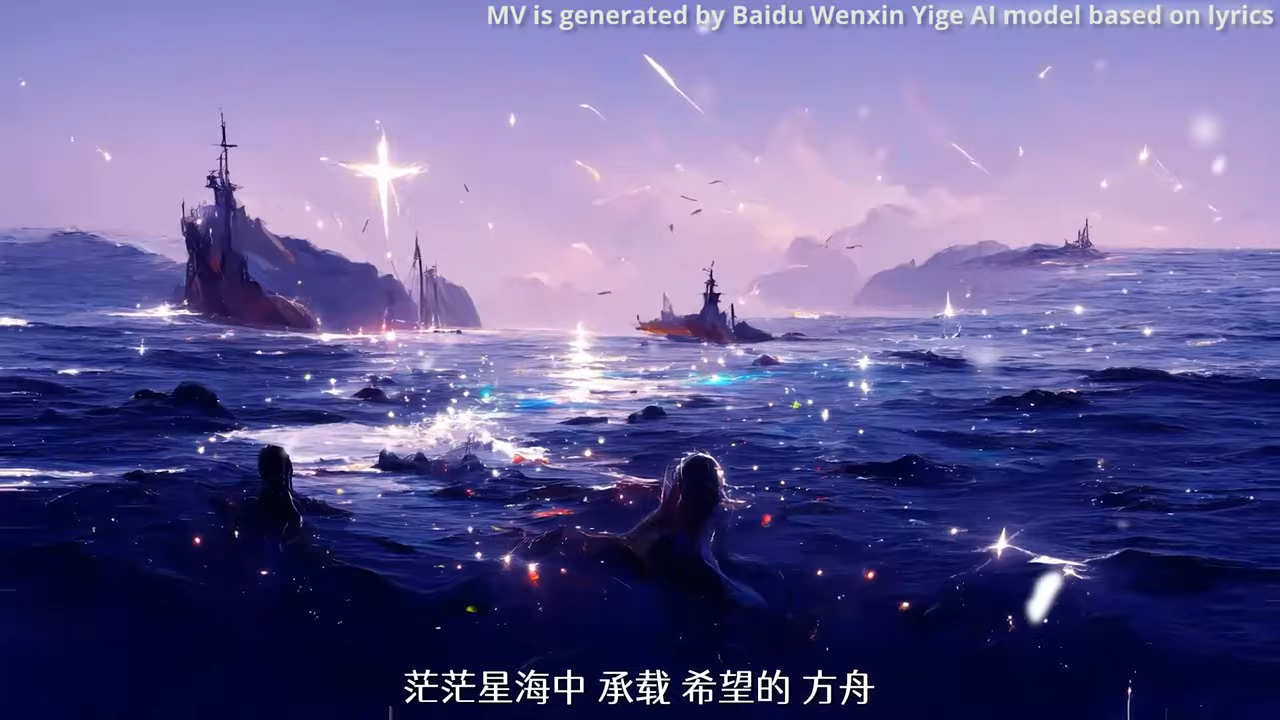 MV is generated by Baidu Wenxin Yige AI model based on lyrics
茫茫星海中 承载 希望的 方舟